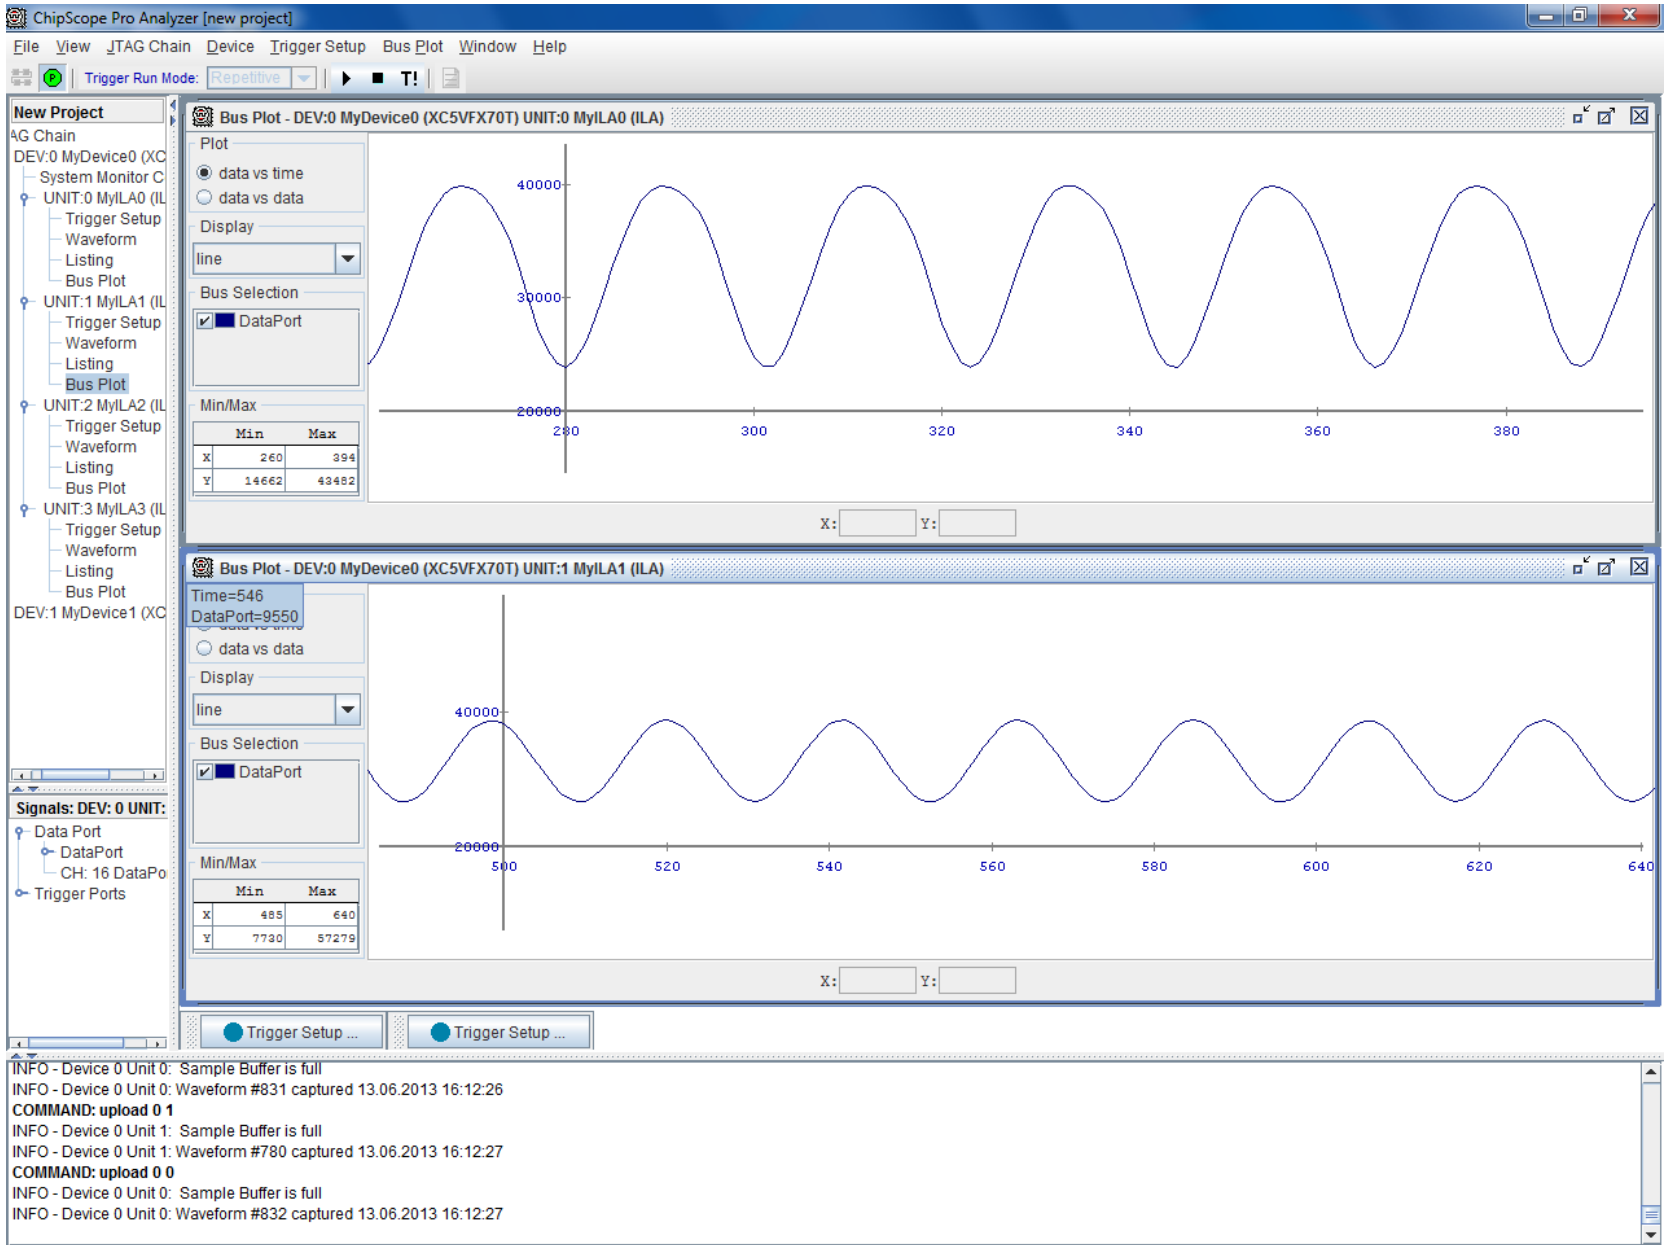 ChipScope Pro Analyzer [new project]
File View JTAG Chain Device Trigger Setup Bus Plot Window Help
Trigger Run Mode: Repetitive T!
New Project
AG Chain
DEV:0 MyDevice0 (XC
System Monitor C
UNIT:0 MyILA0 (IL
Trigger Setup
Waveform
Listing
Bus Plot
UNIT:1 MyILA1 (IL
Trigger Setup
Waveform
Listing
Bus Plot
UNIT:2 MyILA2 (IL
Trigger Setup
Waveform
Listing
Bus Plot
UNIT:3 MyILA3 (IL
Trigger Setup
Waveform
Listing
Bus Plot
DEV:1 MyDevice1 (XC
Signals: DEV: 0 UNIT:
Data Port
DataPort
CH: 16 DataPo
Trigger Ports
Bus Plot - DEV:0 MyDevice0 (XC5VFX70T) UNIT:0 MyILA0 (ILA)
Plot
data vs time
data vs data
Display
line
Bus Selection
DataPort
Min/Max
Min Max
X 260 394
Y 14662 43482
40000
30000
20000
280 300 320 340 360 380
X: Y:
Bus Plot - DEV:0 MyDevice0 (XC5VFX70T) UNIT:1 MyILA1 (ILA)
Time=546
DataPort=9550
data vs time
data vs data
Display
line
Bus Selection
DataPort
Min/Max
Min Max
X 485 640
Y 7730 57279
40000
20000
500 520 540 560 580 600 620 640
X: Y:
Trigger Setup ... Trigger Setup ...
INFO - Device 0 Unit 0: Sample Buffer is full
INFO - Device 0 Unit 0: Waveform #831 captured 13.06.2013 16:12:26
COMMAND: upload 0 1
INFO - Device 0 Unit 1: Sample Buffer is full
INFO - Device 0 Unit 1: Waveform #780 captured 13.06.2013 16:12:27
COMMAND: upload 0 0
INFO - Device 0 Unit 0: Sample Buffer is full
INFO - Device 0 Unit 0: Waveform #832 captured 13.06.2013 16:12:27